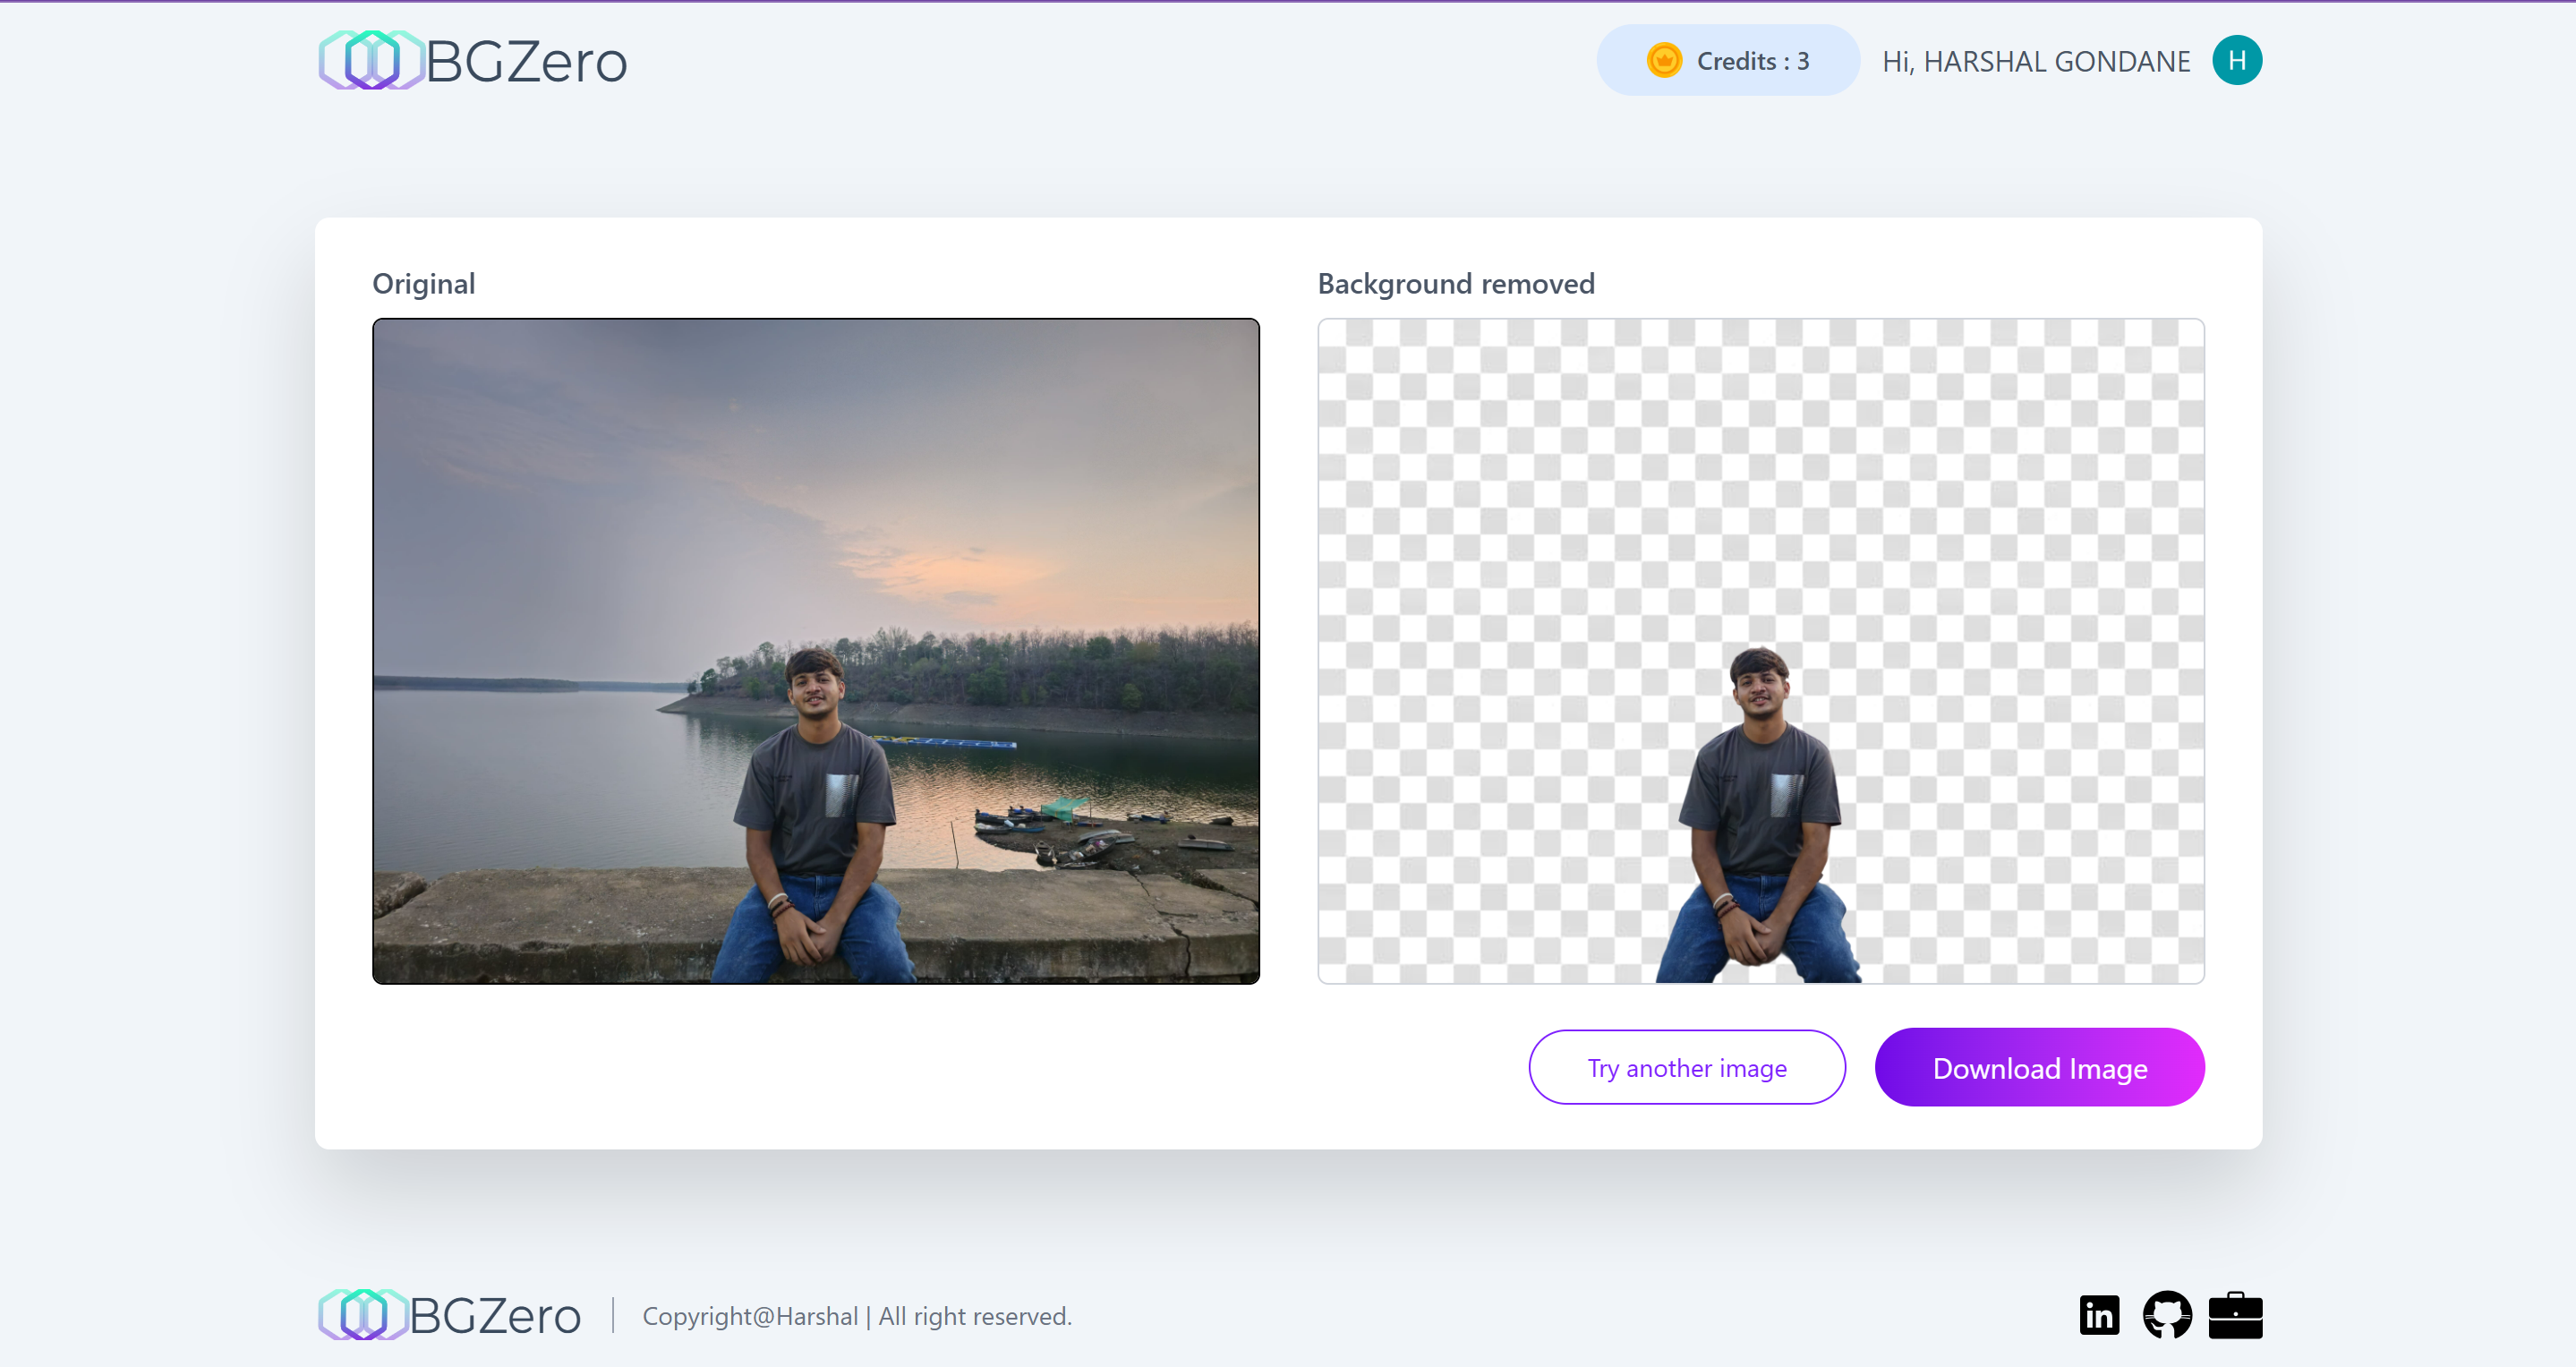 BGZero
Credits : 3
Hi, HARSHAL GONDANE
H
Original
Background removed
Try another image
Download Image
BGZero
Copyright@Harshal | All right reserved.
in